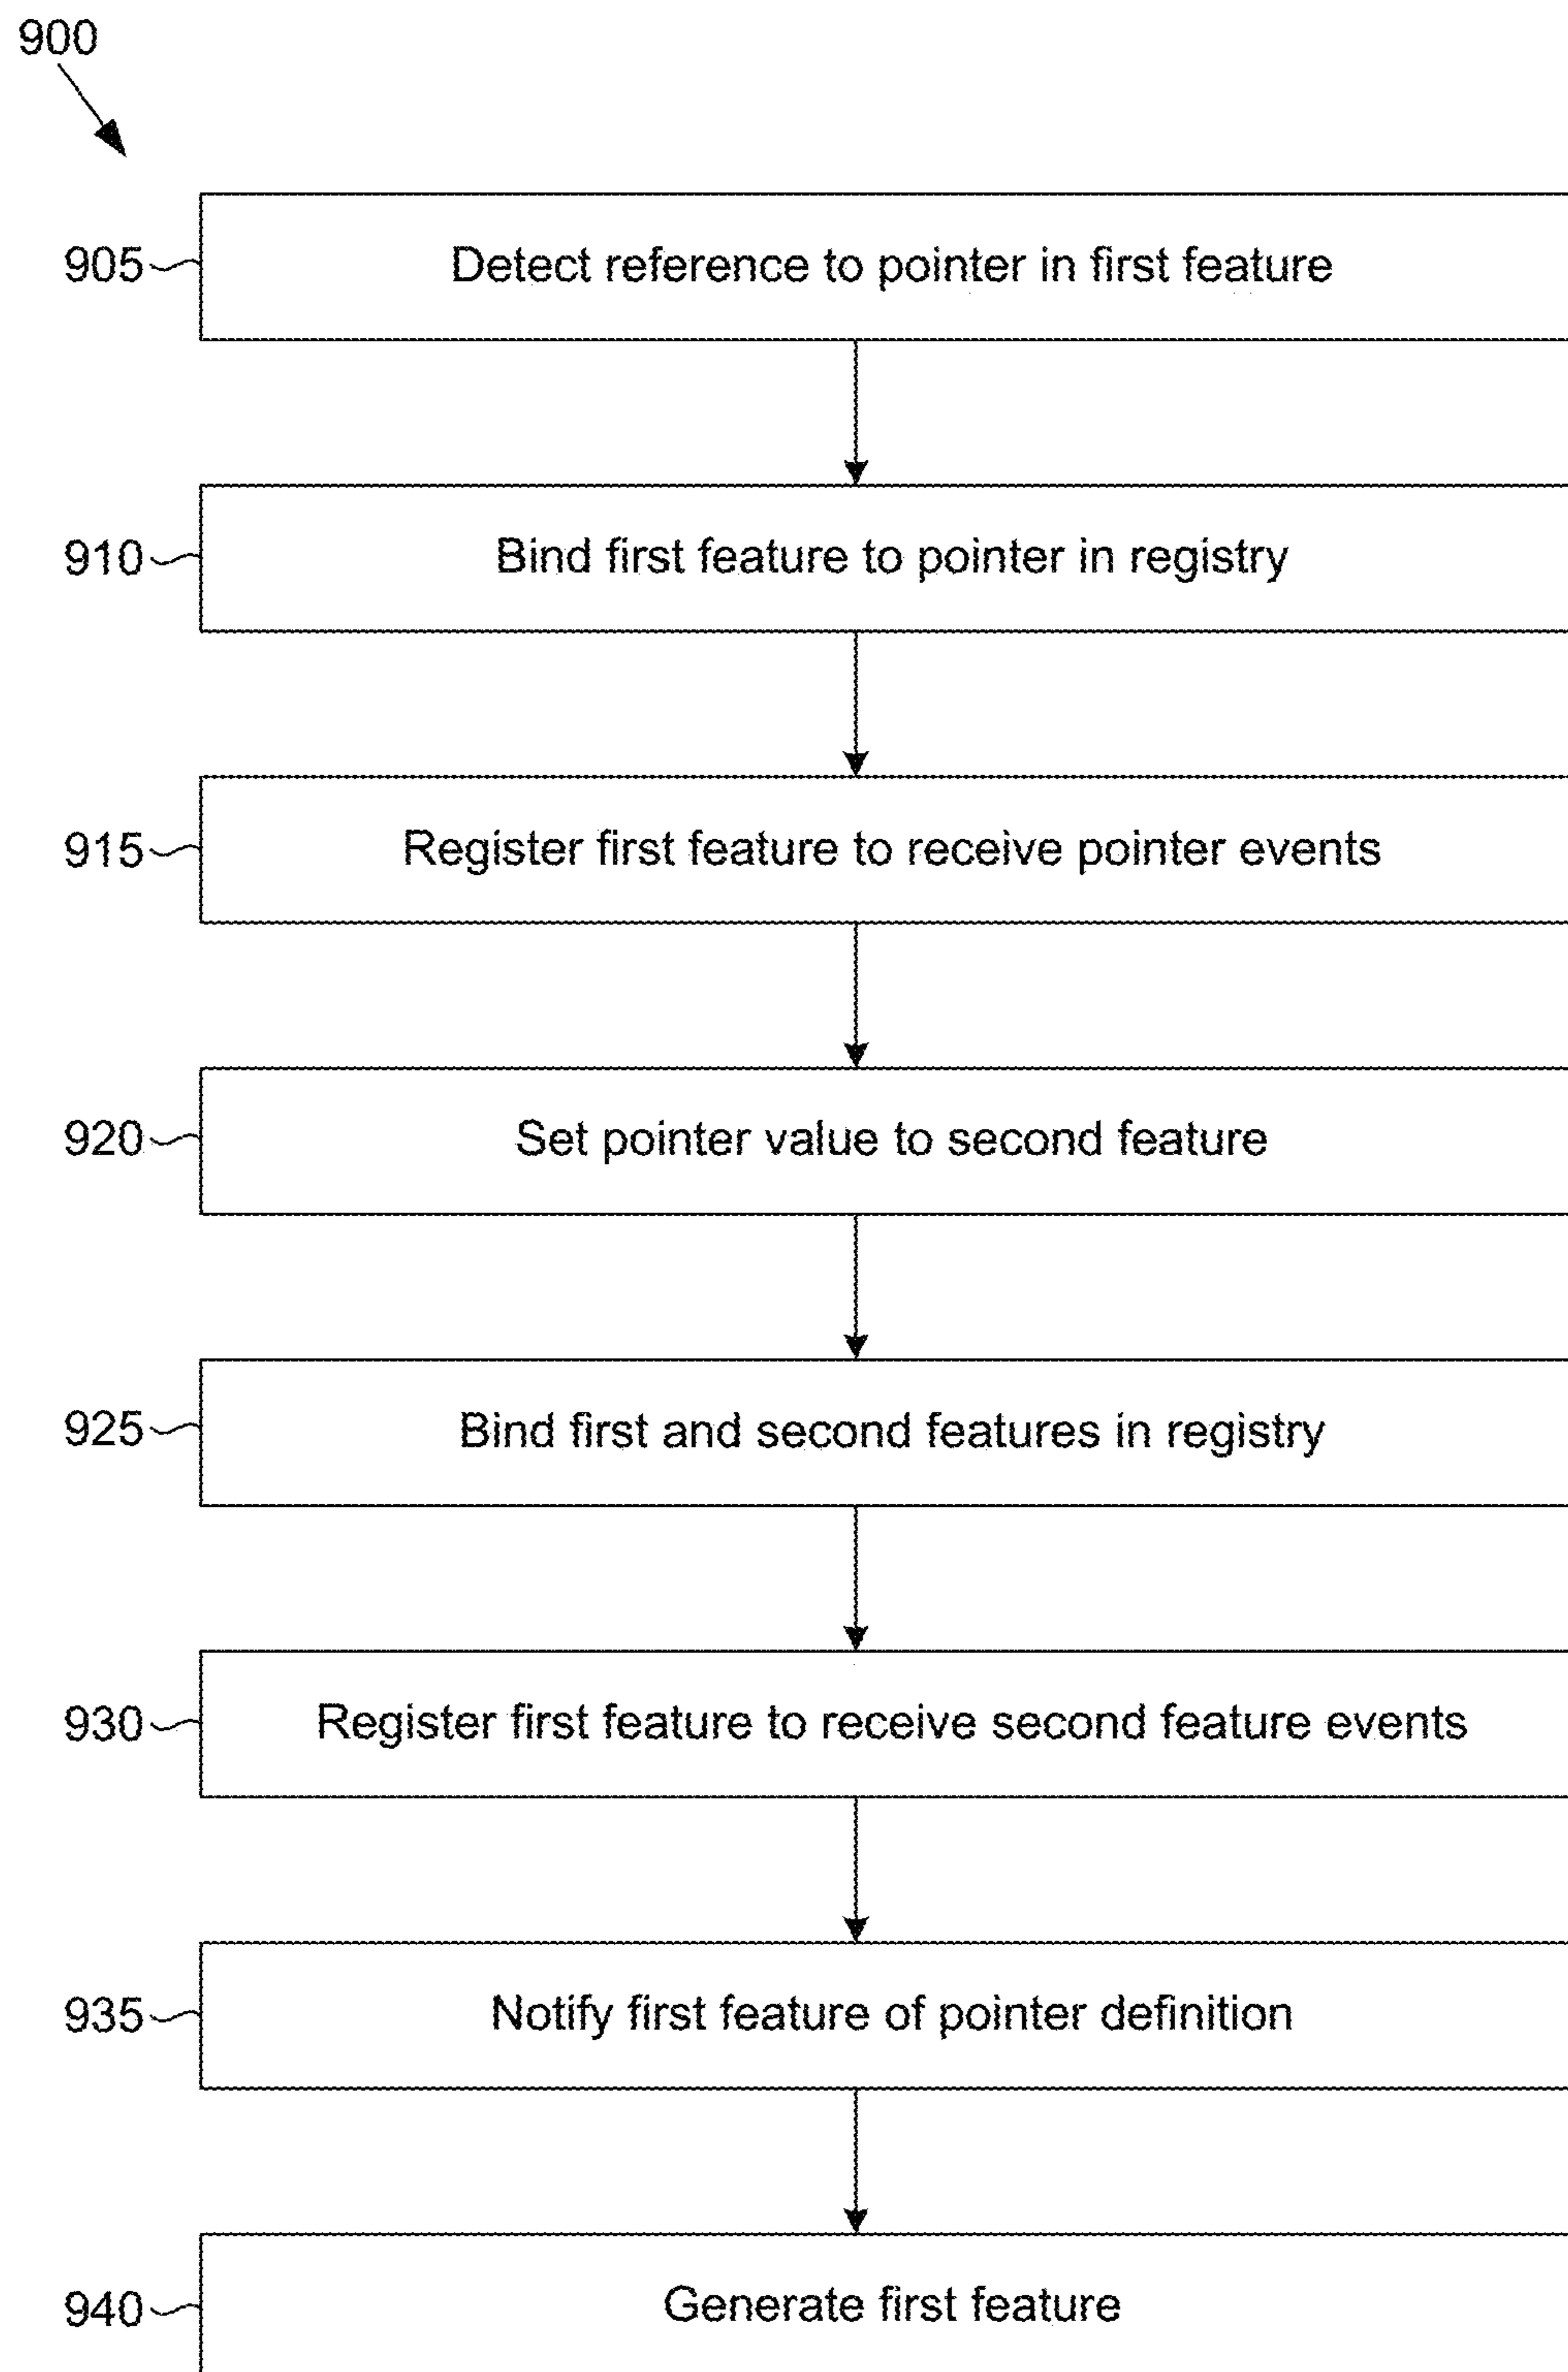 900
905 Detect reference to pointer in first feature
910 Bind first feature to pointer in registry
915 Register first feature to receive pointer events
920 Set pointer value to second feature
925 Bind first and second features in registry
930 Register first feature to receive second feature events
935 Notify first feature of pointer definition
940 Generate first feature